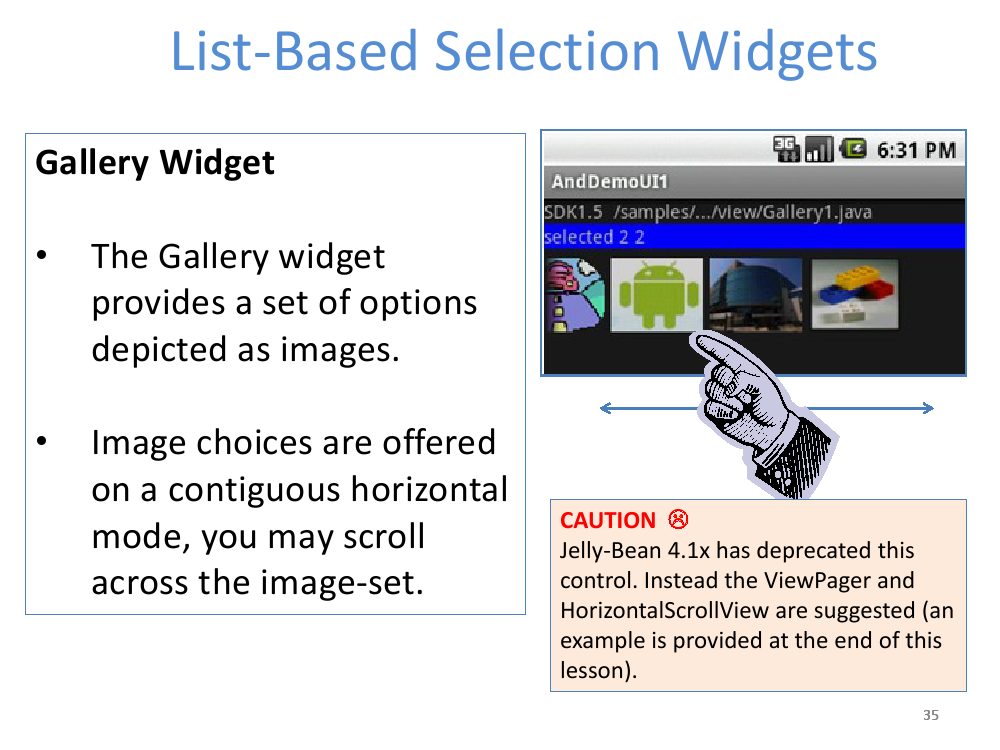 List-Based Selection Widgets
Gallery Widget
• The Gallery widget
provides a set of options
depicted as images.
• Image choices are offered
on a contiguous horizontal
mode, you may scroll
across the image-set.
3G 6:31 PM
AndDemoUI1
SDK1.5 /samples/.../view/Gallery1.java
selected 2 2
CAUTION ☹
Jelly-Bean 4.1x has deprecated this
control. Instead the ViewPager and
HorizontalScrollView are suggested (an
example is provided at the end of this
lesson).
35